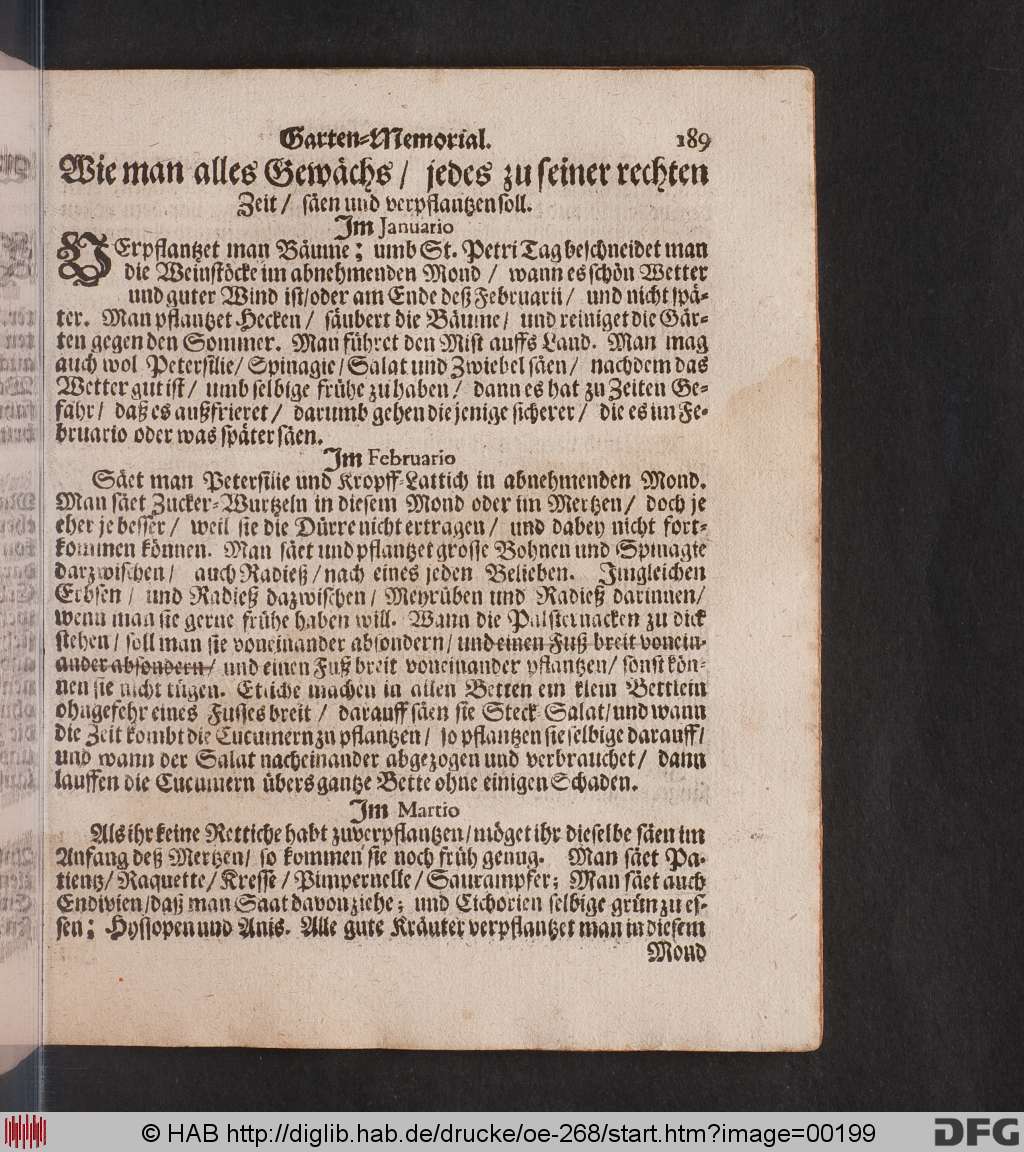 Garten-Memorial. 189
Wie man alles Gewächs / jedes zu seiner rechten
Zeit / säen und verpflantzen soll.
Im Januario
VErpflantzet man Bäume; umb St. Petri Tag beschneidet man
die Weinstöcke im abnehmenden Mond / wann es schön Wetter
und guter Wind ist/oder am Ende deß Februarii / und nicht spä-
ter. Man pflantzet Hecken / säubert die Bäume/ und reiniget die Gär-
ten gegen den Sommer. Man führet den Mist auffs Land. Man mag
auch wol Petersilie/ Spinagie/Salat und Zwiebel säen/ nachdem das
Wetter gut ist / umb selbige frühe zu haben / dann es hat zu Zeiten Ge-
fahr/ daß es außfrieret / darumb gehen diejenige sicherer / die es im Fe-
bruario oder was später säen.
Im Februario
Säet man Petersilie und Kropff-Lattich in abnehmenden Mond.
Man säet Zucker-Wurtzeln in diesem Mond oder im Mertzen/ doch je
eher je besser / weil sie die Dürre nicht ertragen / und dabey nicht fort-
kommen können. Man säet und pflantzet grosse Bohnen und Spinagie
darzwischen / auch Radieß/nach eines jeden Belieben. Imgleichen
Erbsen / und Radieß dazwischen/ Meyrüben und Radieß darinnen/
wenn man sie gerne frühe haben will. Wann die Palsternacken zu dick
stehen/ soll man sie voneinander absondern/ und einen Fuß breit vonein-
ander absondern/ und einen Fuß breit voneinander pflantzen/ sonst kön-
nen sie nicht tügen. Etliche machen in allen Betten ein klein Bettlein
ohngefehr eines Fusses breit / darauff säen sie Steck-Salat/und wann
die Zeit kombt die Cucumern zu pflantzen / so pflantzen sie selbige darauff/
und wann der Salat nacheinander abgezogen und verbrauchet/ dann
lauffen die Cucumern übers gantze Bette ohne einigen Schaden.
Im Martio
Als ihr keine Rettiche habt zuverpflantzen/möget ihr dieselbe säen im
Anfang deß Mertzen/ so kommen sie noch früh genug. Man säet Pa-
tientz/ Raquette/ Kresse / Pimpernelle/ Saurampfer; Man säet auch
Endivien/daß man Saat davon ziehe; und Cichorien selbige grün zu es-
sen; Hyssopen und Anis. Alle gute Kräuter verpflantzet man in diesem
Mond
© HAB http://diglib.hab.de/drucke/oe-268/start.htm?image=00199
DFG